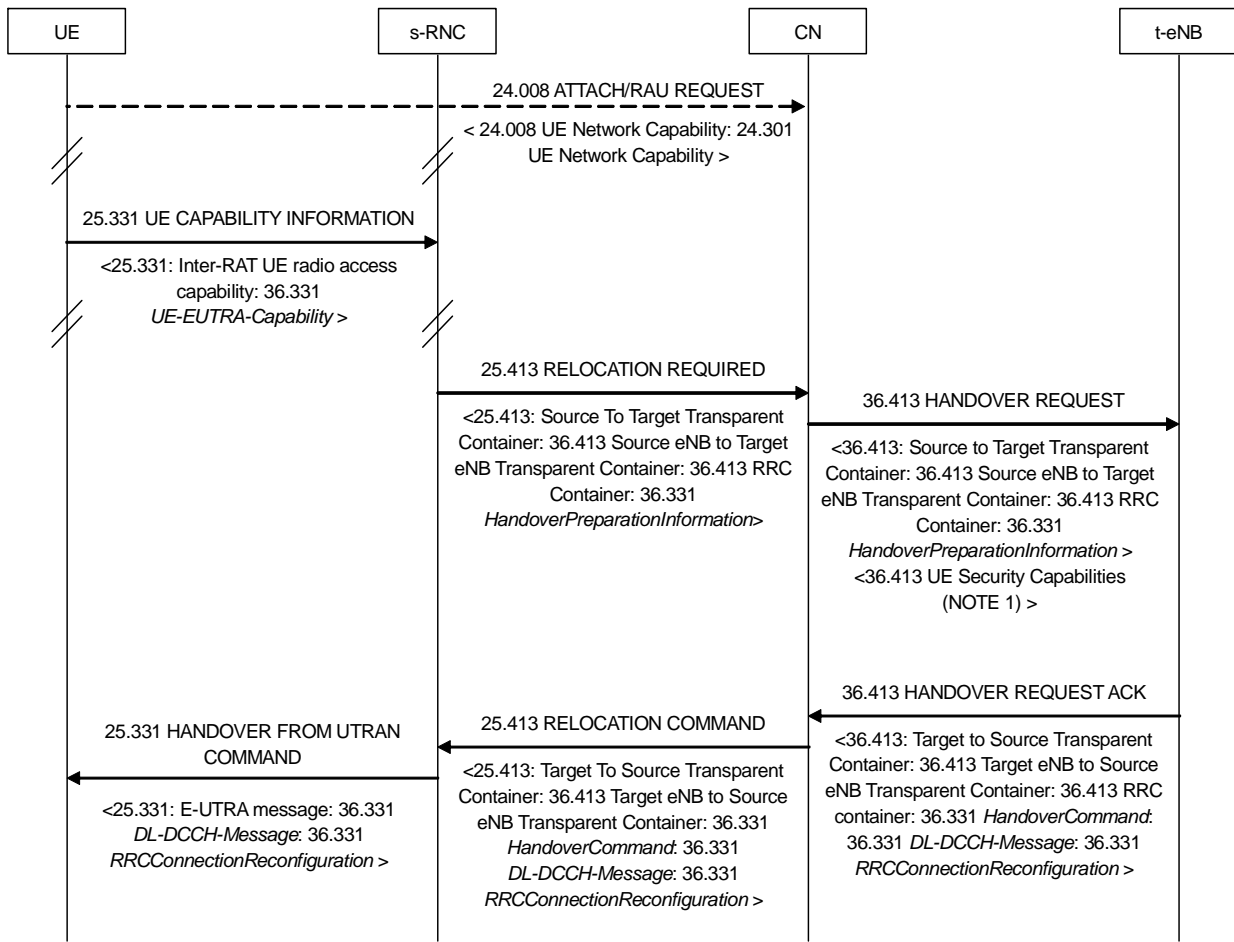 UE
s-RNC
CN
t-eNB
24.008 ATTACH/RAU REQUEST
< 24.008 UE Network Capability: 24.301
UE Network Capability >
25.331 UE CAPABILITY INFORMATION
<25.331: Inter-RAT UE radio access
capability: 36.331
UE-EUTRA-Capability >
25.413 RELOCATION REQUIRED
<25.413: Source To Target Transparent
Container: 36.413 Source eNB to Target
eNB Transparent Container: 36.413 RRC
Container: 36.331
HandoverPreparationInformation>
36.413 HANDOVER REQUEST
<36.413: Source to Target Transparent
Container: 36.413 Source eNB to Target
eNB Transparent Container: 36.413 RRC
Container: 36.331
HandoverPreparationInformation >
<36.413 UE Security Capabilities
(NOTE 1) >
36.413 HANDOVER REQUEST ACK
<36.413: Target to Source Transparent
Container: 36.413 Target eNB to Source
eNB Transparent Container: 36.413 RRC
container: 36.331 HandoverCommand:
36.331 DL-DCCH-Message: 36.331
RRCConnectionReconfiguration >
25.413 RELOCATION COMMAND
<25.413: Target To Source Transparent
Container: 36.413 Target eNB to Source
eNB Transparent Container: 36.331
HandoverCommand: 36.331
DL-DCCH-Message: 36.331
RRCConnectionReconfiguration >
25.331 HANDOVER FROM UTRAN
COMMAND
<25.331: E-UTRA message: 36.331
DL-DCCH-Message: 36.331
RRCConnectionReconfiguration >